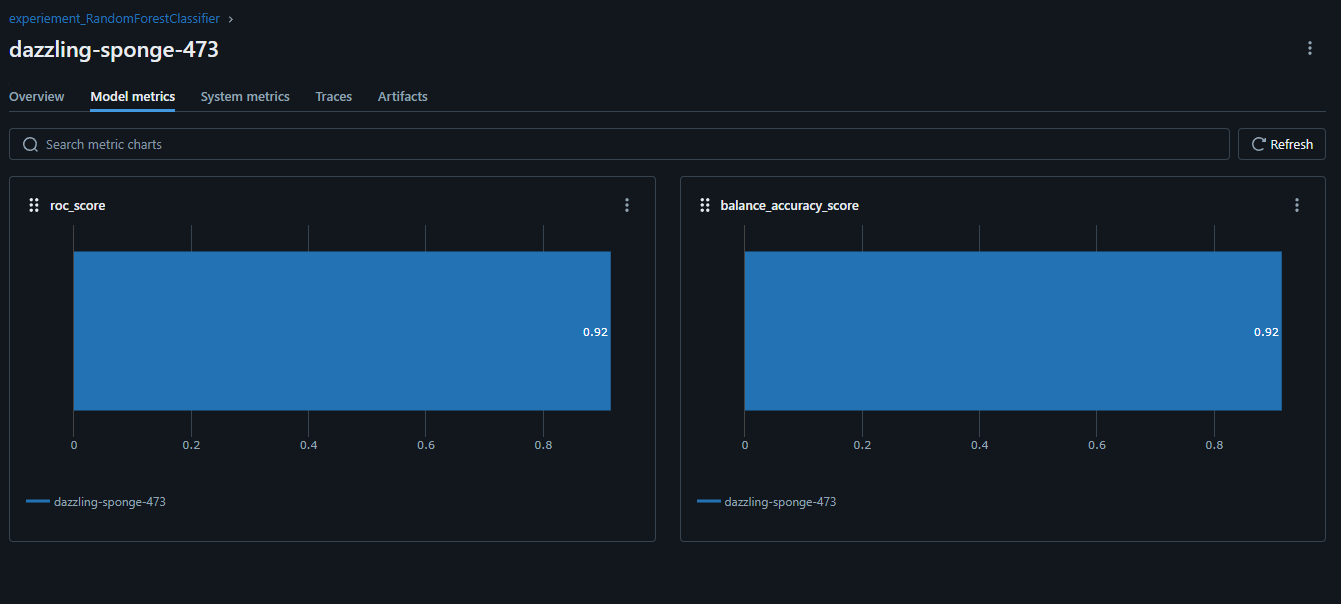 experiement_RandomForestClassifier
dazzling-sponge-473
Overview Model metrics System metrics Traces Artifacts
Search metric charts Refresh
roc_score
0.92
0 0.2 0.4 0.6 0.8
dazzling-sponge-473
balance_accuracy_score
0.92
0 0.2 0.4 0.6 0.8
dazzling-sponge-473